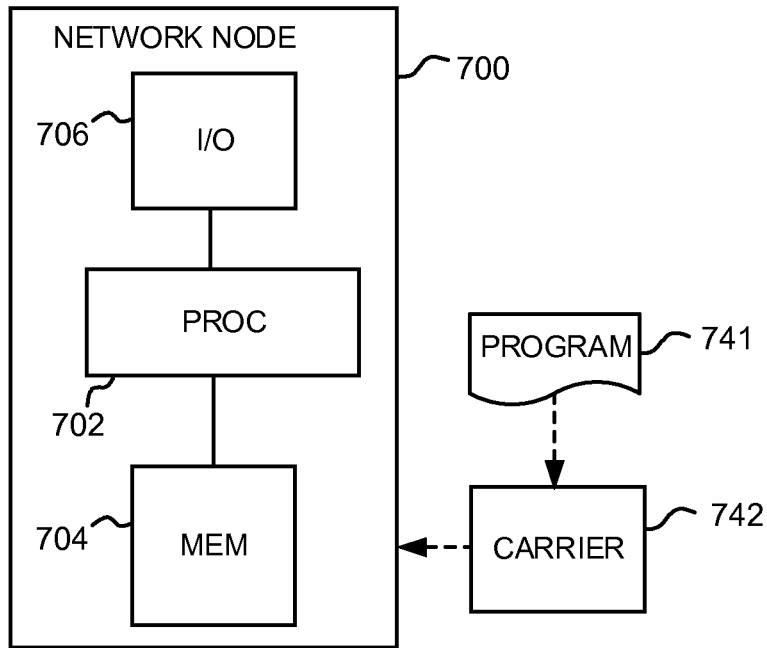 NETWORK NODE
700
706
I/O
PROC
PROGRAM
741
702
704
MEM
CARRIER
742